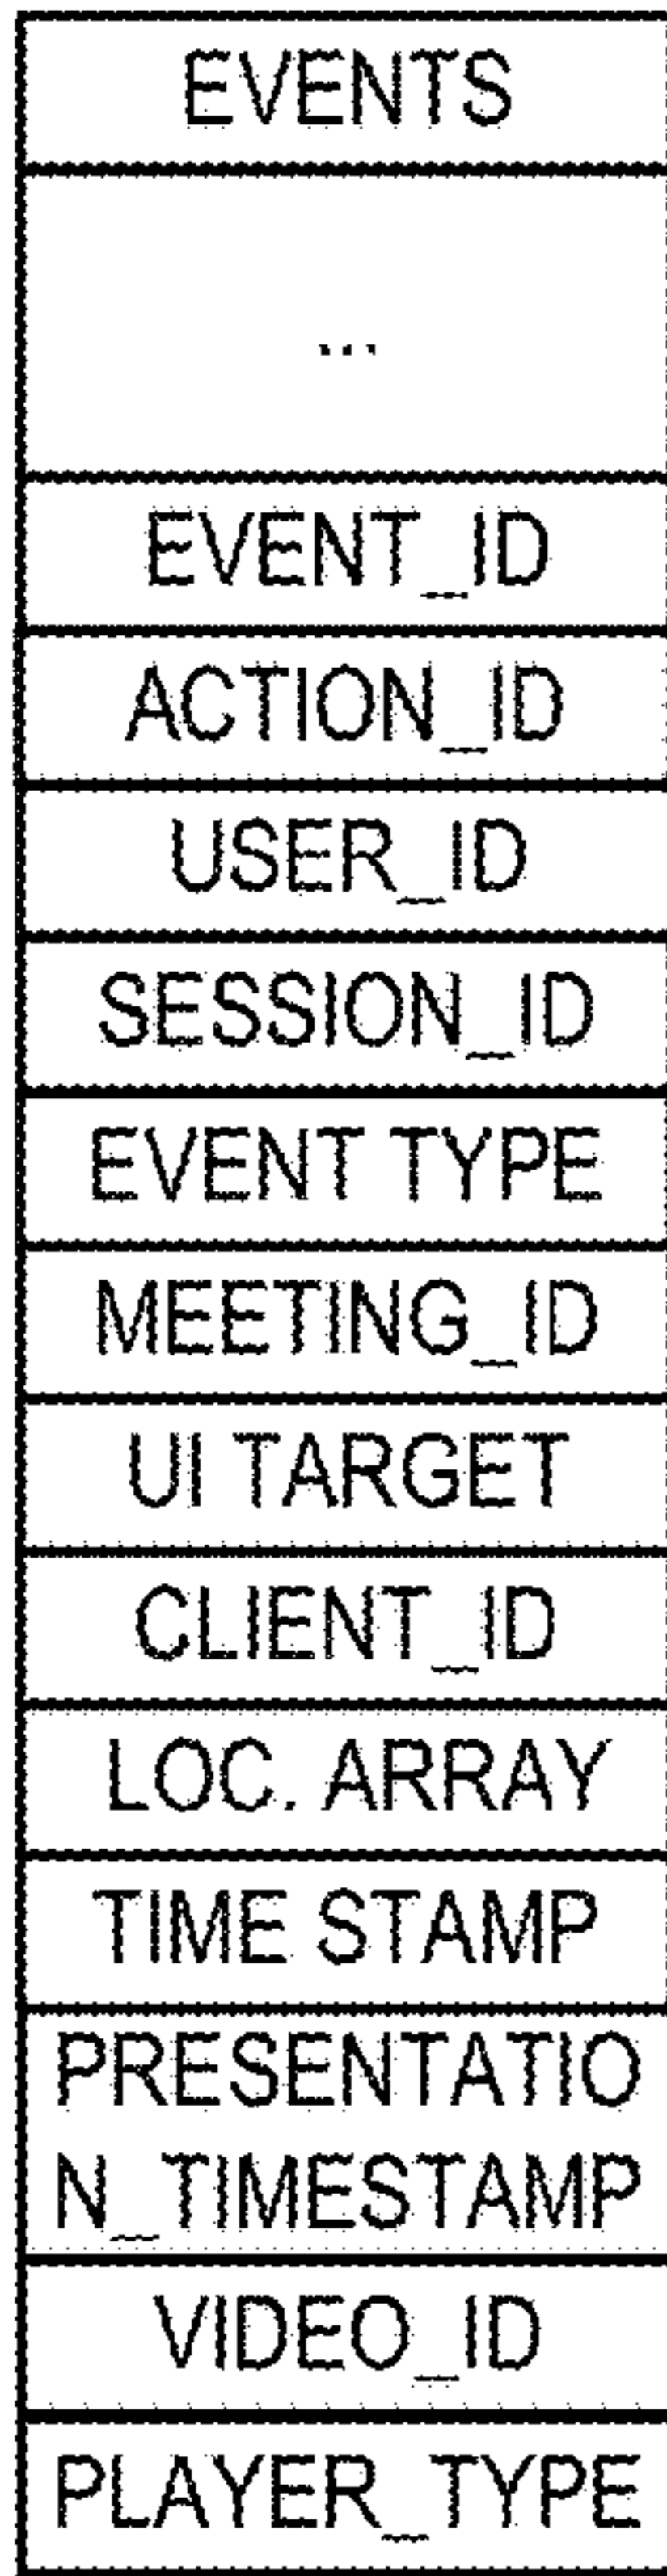 EVENTS
...
EVENT_ID
ACTION_ID
USER_ID
SESSION_ID
EVENT TYPE
MEETING_ID
UI TARGET
CLIENT_ID
LOC. ARRAY
TIME STAMP
PRESENTATIO
N_TIMESTAMP
VIDEO_ID
PLAYER_TYPE